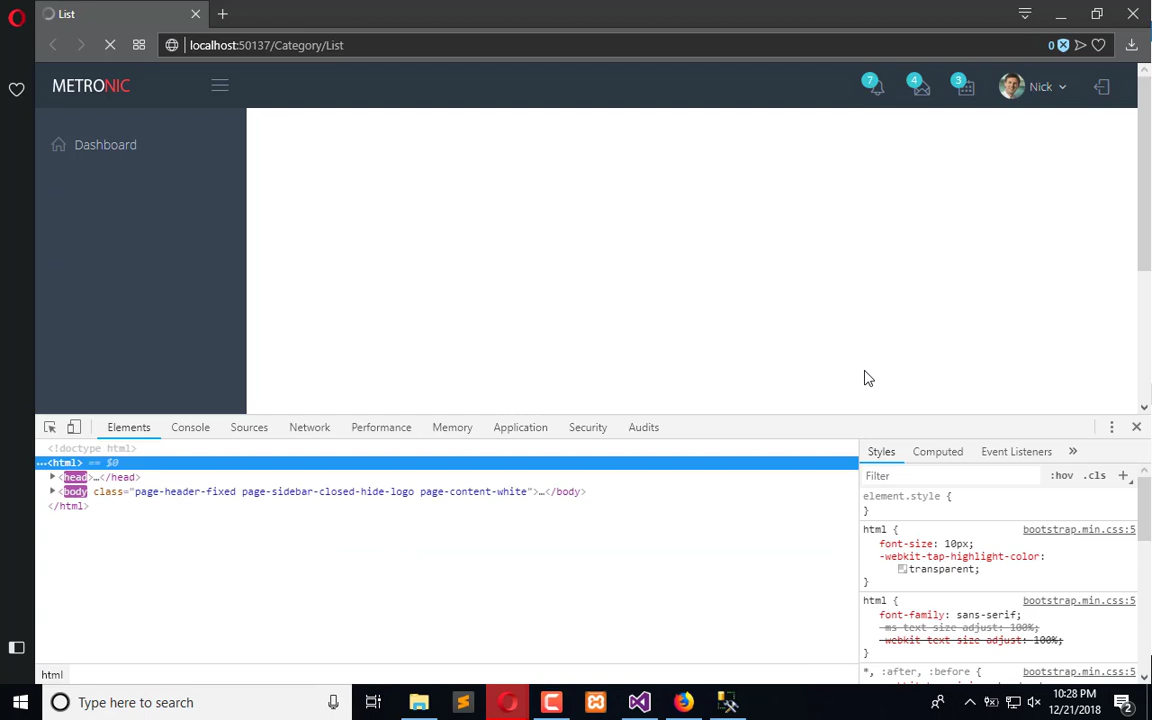 List
localhost:50137/Category/List
0
METRONIC
7
4
3
Nick
Dashboard
Elements
Console
Sources
Network
Performance
Memory
Application
Security
Audits
<!doctype html>
…<html> == $0
<head>…</head>
<body class="page-header-fixed page-sidebar-closed-hide-logo page-content-white">…</body>
</html>
html
Styles
Computed
Event Listeners
»
Filter
:hov
.cls
+
element.style {
}
html {
bootstrap.min.css:5
font-size: 10px;
-webkit-tap-highlight-color:
transparent;
}
html {
bootstrap.min.css:5
font-family: sans-serif;
-ms-text-size-adjust: 100%;
-webkit-text-size-adjust: 100%;
}
*, :after, :before {
bootstrap.min.css:5
Type here to search
10:28 PM
12/21/2018
2